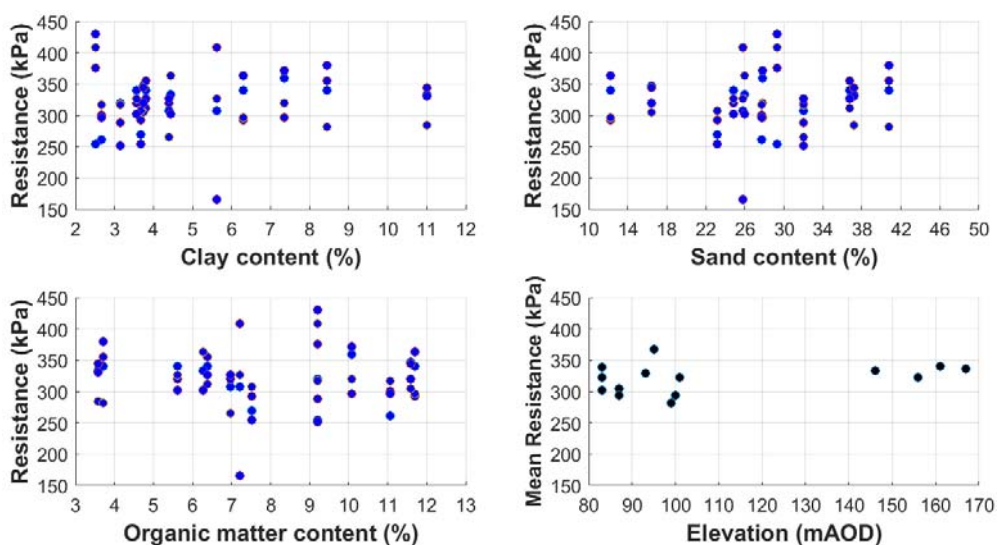 Resistance (kPa)
450
400
350
300
250
200
150
2 3 4 5 6 7 8 9 10 11 12
Clay content (%)
Resistance (kPa)
450
400
350
300
250
200
150
10 14 18 22 26 30 34 38 42 46 50
Sand content (%)
Resistance (kPa)
450
400
350
300
250
200
150
3 4 5 6 7 8 9 10 11 12 13
Organic matter content (%)
Mean Resistance (kPa)
450
400
350
300
250
200
150
80 90 100 110 120 130 140 150 160 170
Elevation (mAOD)